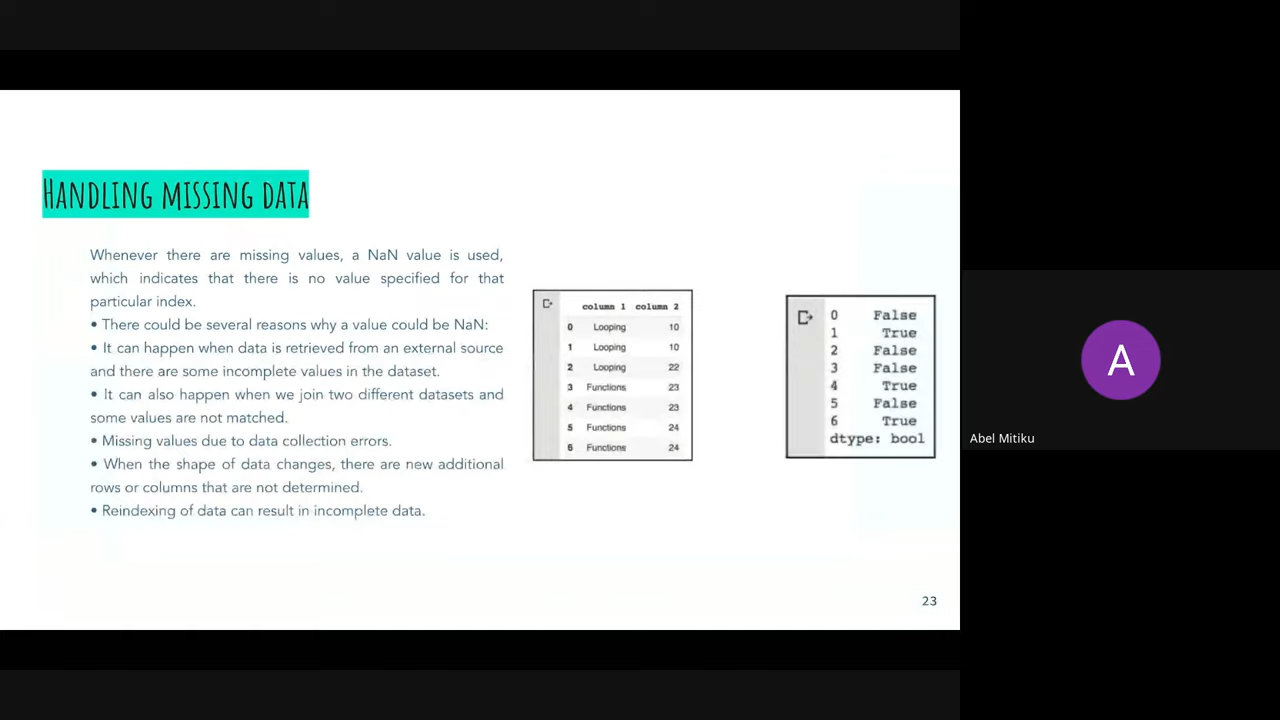 HANDLING MISSING DATA
Whenever there are missing values, a NaN value is used,
which indicates that there is no value specified for that
particular index.
• There could be several reasons why a value could be NaN:
• It can happen when data is retrieved from an external source
and there are some incomplete values in the dataset.
• It can also happen when we join two different datasets and
some values are not matched.
• Missing values due to data collection errors.
• When the shape of data changes, there are new additional
rows or columns that are not determined.
• Reindexing of data can result in incomplete data.
column 1 column 2
0 Looping 10
1 Looping 10
2 Looping 22
3 Functions 23
4 Functions 23
5 Functions 24
6 Functions 24
0 False
1 True
2 False
3 False
4 True
5 False
6 True
dtype: bool
23
A
Abel Mitiku